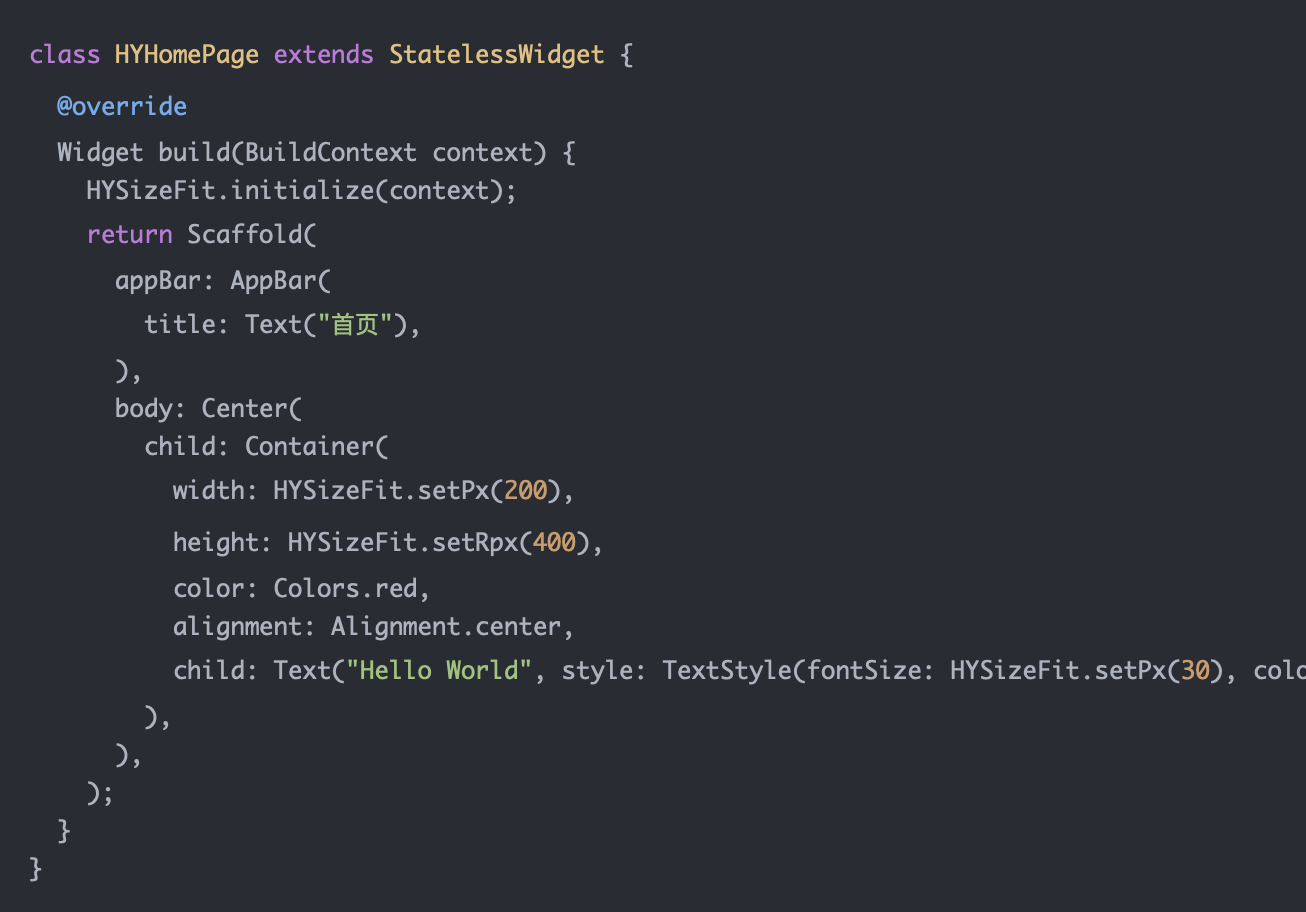 class HYHomePage extends StatelessWidget {
  @override
  Widget build(BuildContext context) {
    HYSizeFit.initialize(context);
    return Scaffold(
      appBar: AppBar(
        title: Text("首页"),
      ),
      body: Center(
        child: Container(
          width: HYSizeFit.setPx(200),
          height: HYSizeFit.setRpx(400),
          color: Colors.red,
          alignment: Alignment.center,
          child: Text("Hello World", style: TextStyle(fontSize: HYSizeFit.setPx(30),
        ),
      ),
    );
  }
}